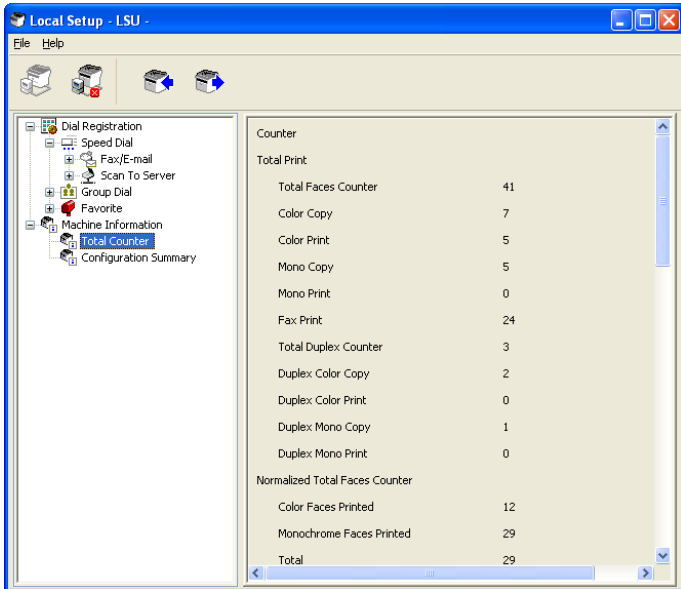 Local Setup - LSU -
File Help
Dial Registration
Speed Dial
Fax/E-mail
Scan To Server
Group Dial
Favorite
Machine Information
Total Counter
Configuration Summary
Counter
Total Print
Total Faces Counter 41
Color Copy 7
Color Print 5
Mono Copy 5
Mono Print 0
Fax Print 24
Total Duplex Counter 3
Duplex Color Copy 2
Duplex Color Print 0
Duplex Mono Copy 1
Duplex Mono Print 0
Normalized Total Faces Counter
Color Faces Printed 12
Monochrome Faces Printed 29
Total 29